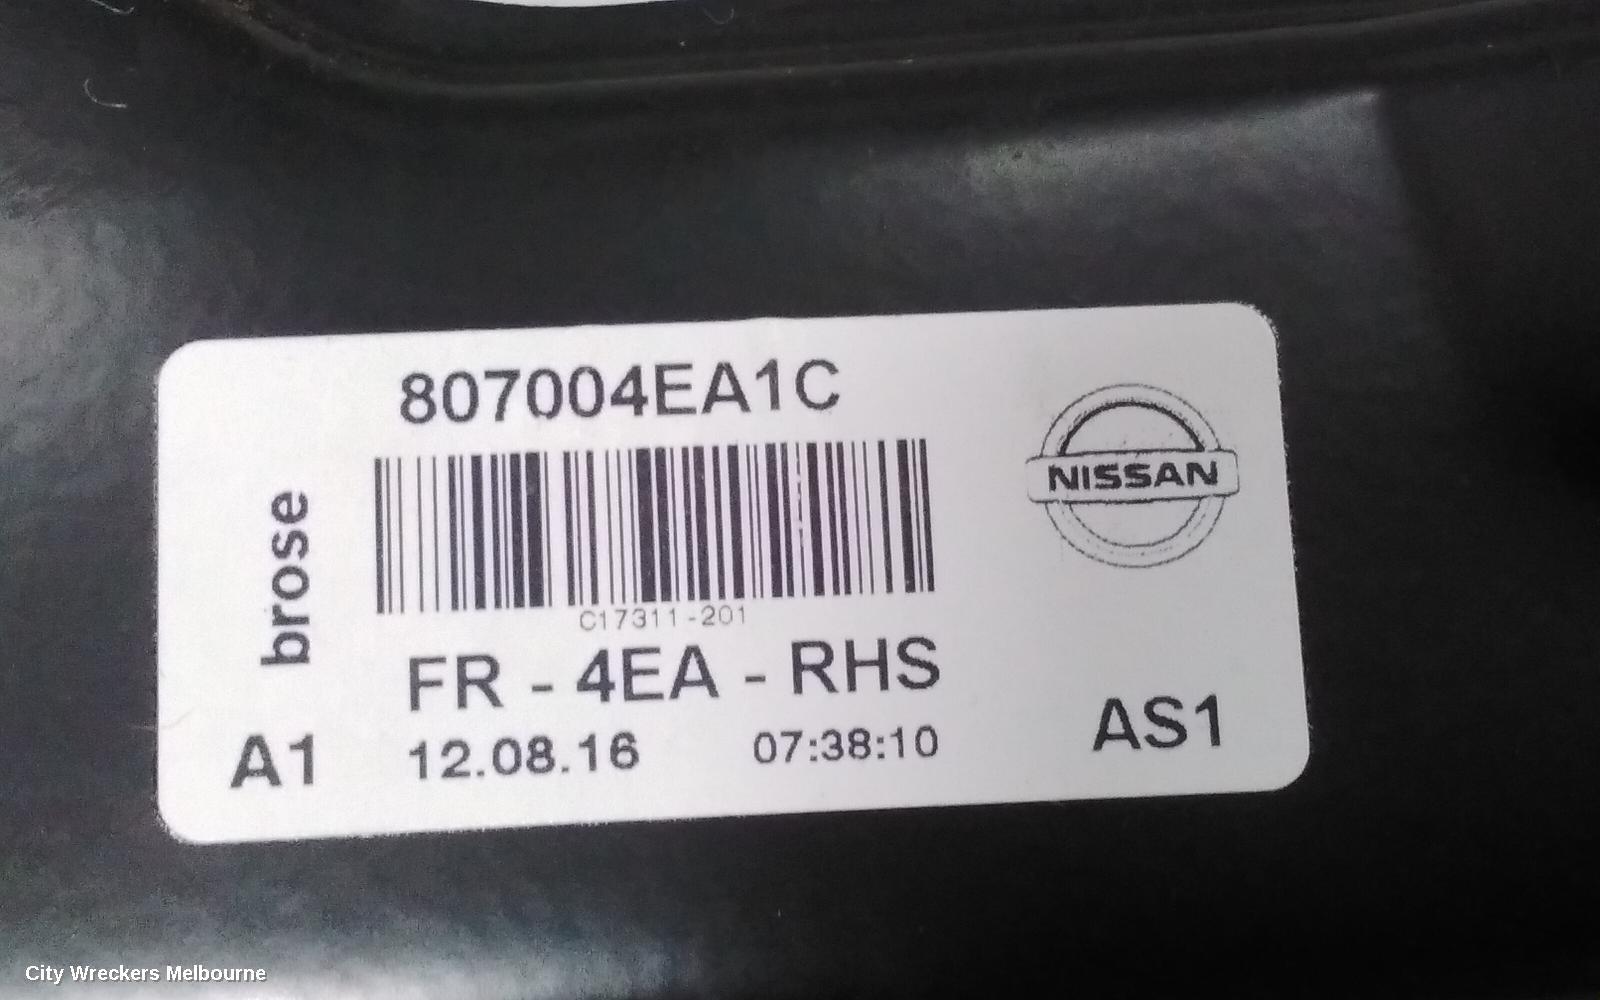 807004EA1C
NISSAN
brose
C17311-201
FR - 4EA - RHS
A1 12.08.16 07:38:10 AS1
City Wreckers Melbourne